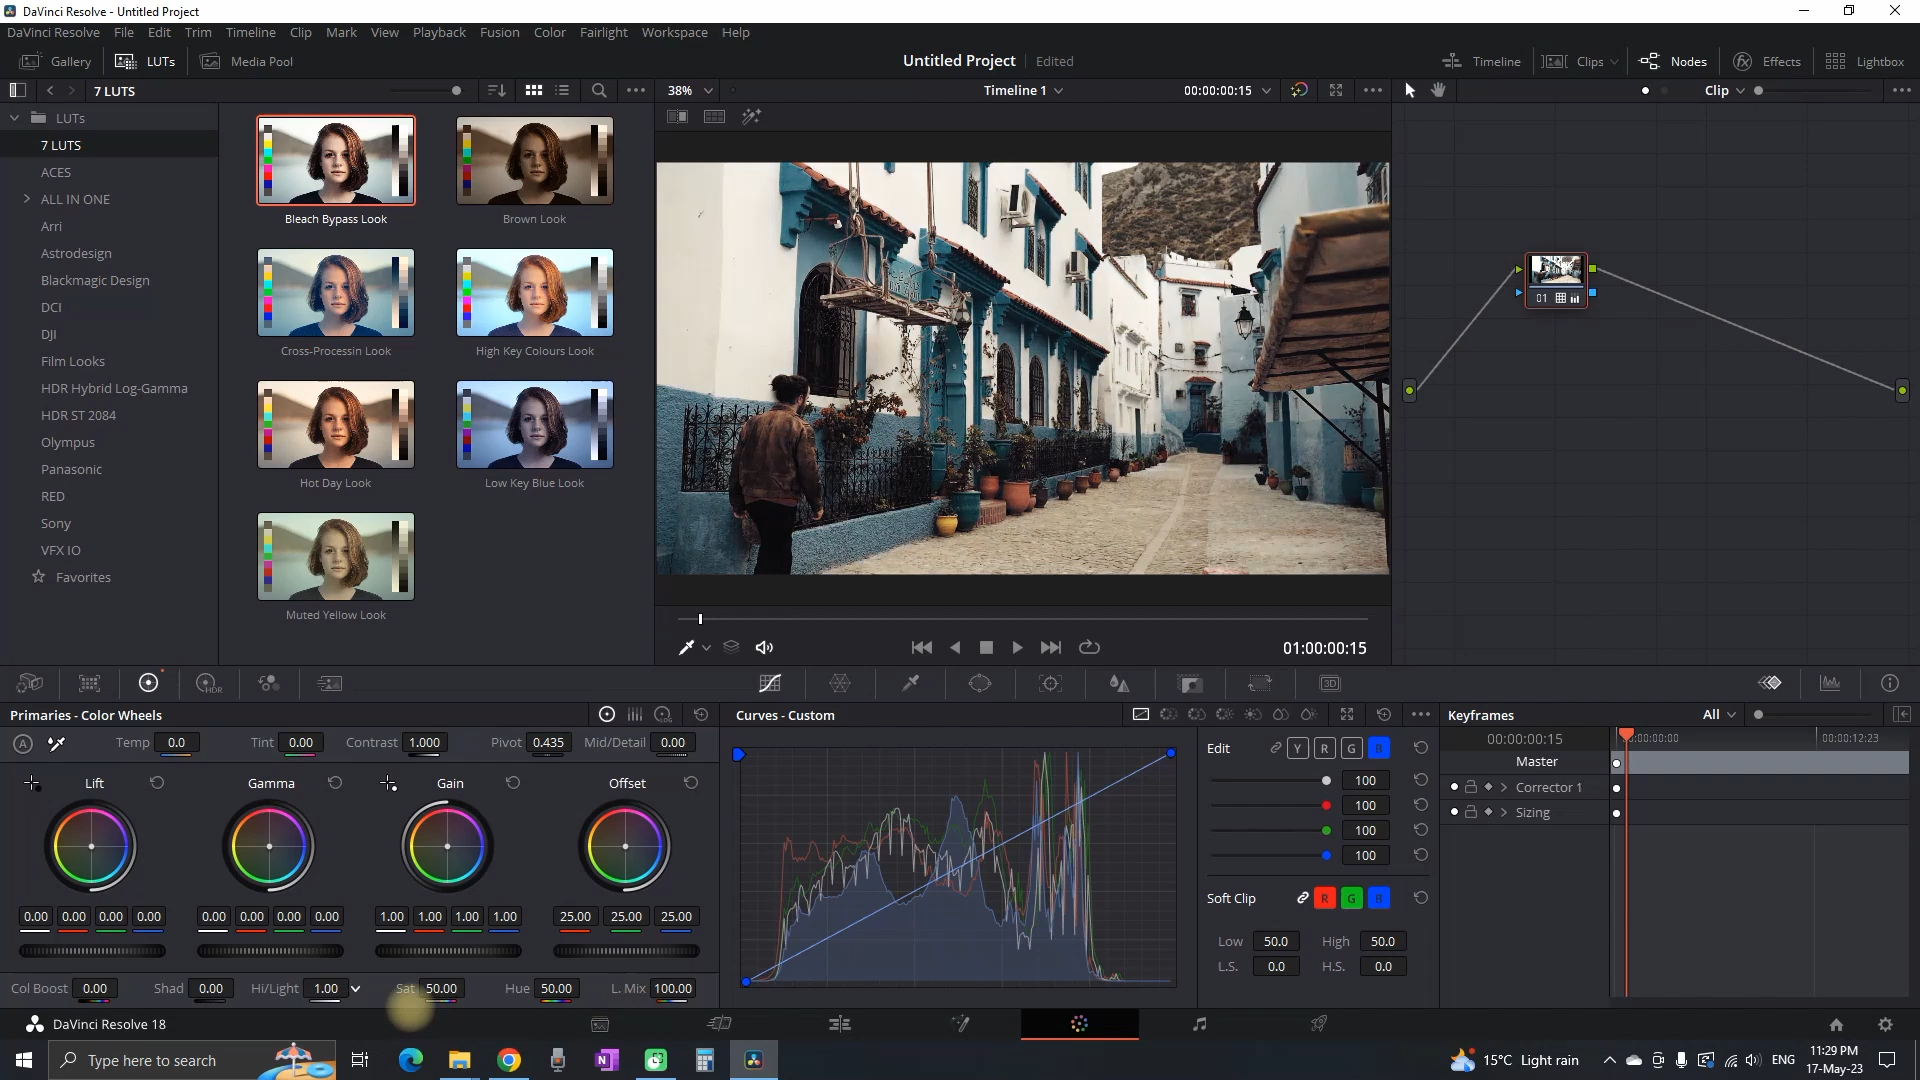 DaVinci Resolve - Untitled Project
DaVinci Resolve File Edit Trim Timeline Clip Mark View Playback Fusion Color Fairlight Workspace Help
Gallery LUTs Media Pool Untitled Project Edited Timeline Clips Nodes Effects Lightbox
7 LUTS 38% Timeline 1 00:00:00:15 Clip
LUTs
7 LUTS
ACES
ALL IN ONE
Arri
Astrodesign
Blackmagic Design
DCI
DJI
Film Looks
HDR Hybrid Log-Gamma
HDR ST 2084
Olympus
Panasonic
RED
Sony
VFX IO
Favorites
Bleach Bypass Look Brown Look
Cross-Processin Look High Key Colours Look
Hot Day Look Low Key Blue Look
Muted Yellow Look
01
01:00:00:15
HDR LOG 3D
Primaries - Color Wheels Curves - Custom Keyframes All
A Temp 0.0 Tint 0.00 Contrast 1.000 Pivot 0.435 Mid/Detail 0.00
Lift Gamma Gain Offset
0.00 0.00 0.00 0.00 0.00 0.00 0.00 0.00 1.00 1.00 1.00 1.00 25.00 25.00 25.00
Col Boost 0.00 Shad 0.00 Hi/Light 1.00 Sat 50.00 Hue 50.00 L. Mix 100.00
Edit Y R G B
100
100
100
100
Soft Clip R G B
Low 50.0 High 50.0
L.S. 0.0 H.S. 0.0
00:00:00:15 00:00:12:23
Master
Corrector 1
Sizing
DaVinci Resolve 18
Type here to search 15°C Light rain ENG 11:29 PM
17-May-23